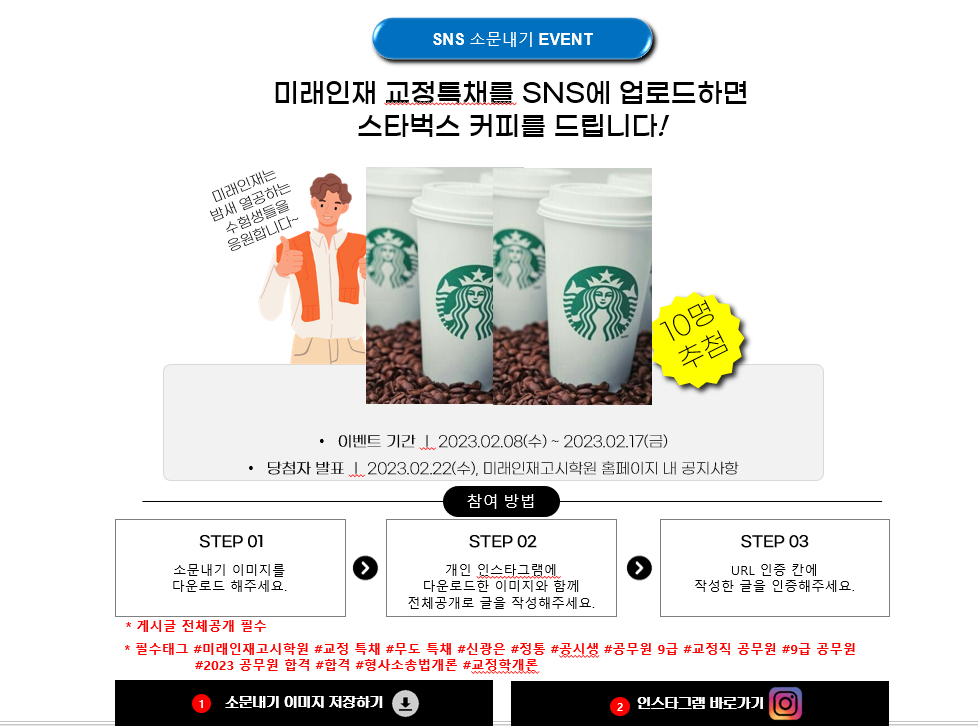 SNS 소문내기 EVENT
미래인재 교정특채를 SNS에 업로드하면
스타벅스 커피를 드립니다!
미래인재는
밤새 열공하는
수험생들을
응원합니다~
10명
추첨
• 이벤트 기간 ㅣ 2023.02.08(수) ~ 2023.02.17(금)
• 당첨자 발표 ㅣ 2023.02.22(수), 미래인재고시학원 홈페이지 내 공지사항
참여 방법
STEP 01
소문내기 이미지를
다운로드 해주세요.
STEP 02
개인 인스타그램에
다운로드한 이미지와 함께
전체공개로 글을 작성해주세요.
STEP 03
URL 인증 칸에
작성한 글을 인증해주세요.
* 게시글 전체공개 필수
* 필수태그 #미래인재고시학원 #교정 특채 #무도 특채 #신광은 #정통 #공시생 #공무원 9급 #교정직 공무원 #9급 공무원
#2023 공무원 합격 #합격 #형사소송법개론 #교정학개론
1 소문내기 이미지 저장하기
2 인스타그램 바로가기